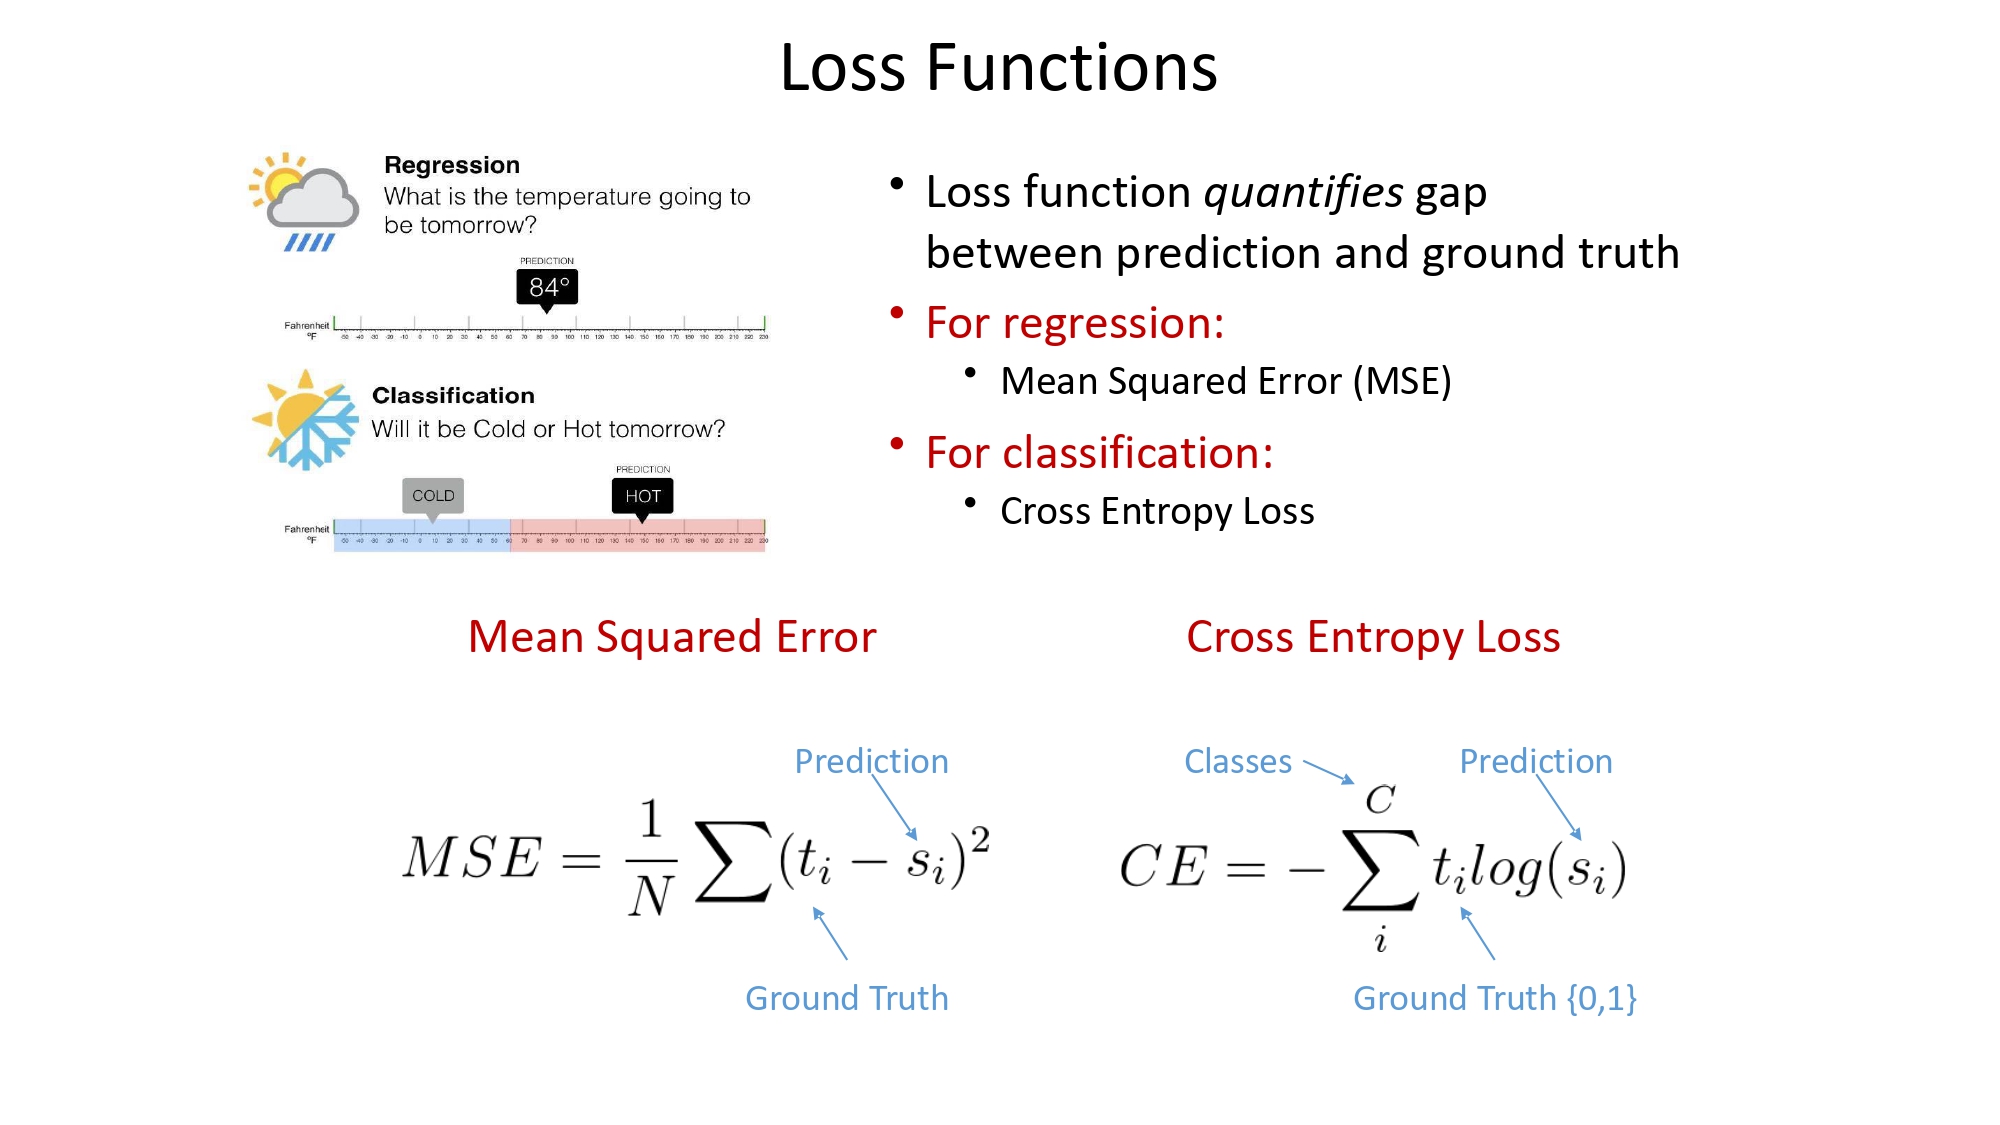 Loss Functions
Regression
What is the temperature going to
be tomorrow?
PREDICTION
84°
Fahrenheit
°F
-50 -40 -30 -20 -10 0 10 20 30 40 50 60 70 80 90 100 110 120 130 140 150 160 170 180 190 200 210 220 230
Classification
Will it be Cold or Hot tomorrow?
PREDICTION
COLD
HOT
Fahrenheit
°F
-50 -40 -30 -20 -10 0 10 20 30 40 50 60 70 80 90 100 110 120 130 140 150 160 170 180 190 200 210 220 230
• Loss function quantifies gap
between prediction and ground truth
• For regression:
• Mean Squared Error (MSE)
• For classification:
• Cross Entropy Loss
Mean Squared Error
Prediction
MSE = \frac{1}{N} \sum (t_i - s_i)^2
Ground Truth
Cross Entropy Loss
Classes
Prediction
CE = - \sum_{i}^{C} t_i log(s_i)
Ground Truth {0,1}